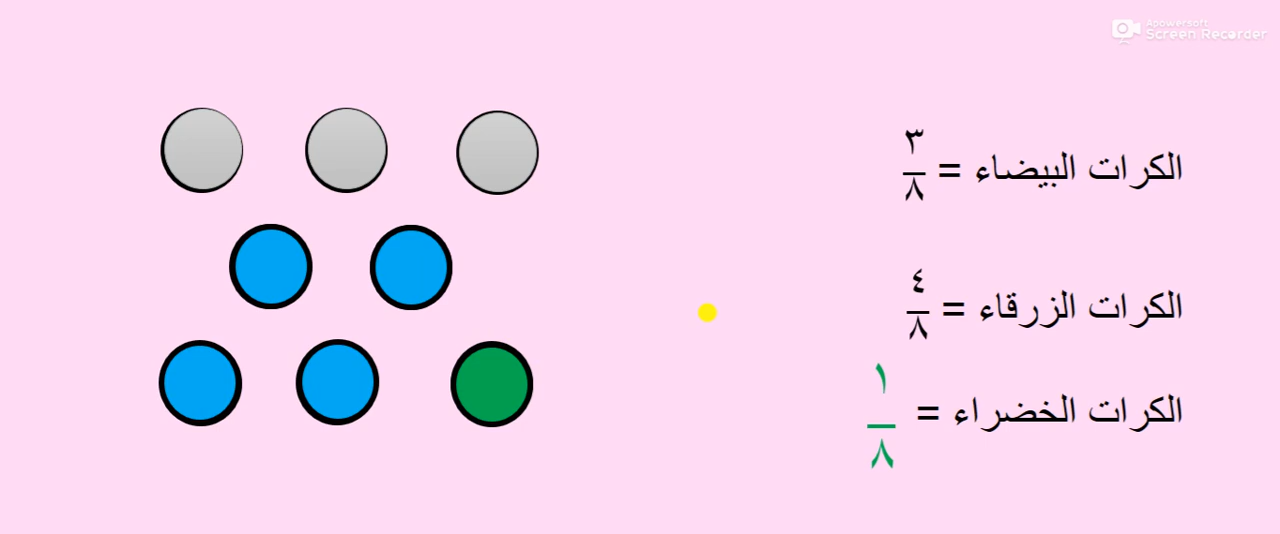 Apowersoft
Screen Recorder
الكرات البيضاء = ٣/٨
الكرات الزرقاء = ٤/٨
الكرات الخضراء = ١/٨